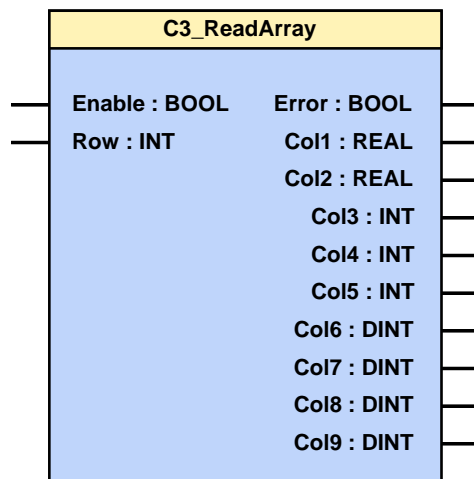 C3_ReadArray
Enable : BOOL Error : BOOL
Row : INT Col1 : REAL
Col2 : REAL
Col3 : INT
Col4 : INT
Col5 : INT
Col6 : DINT
Col7 : DINT
Col8 : DINT
Col9 : DINT